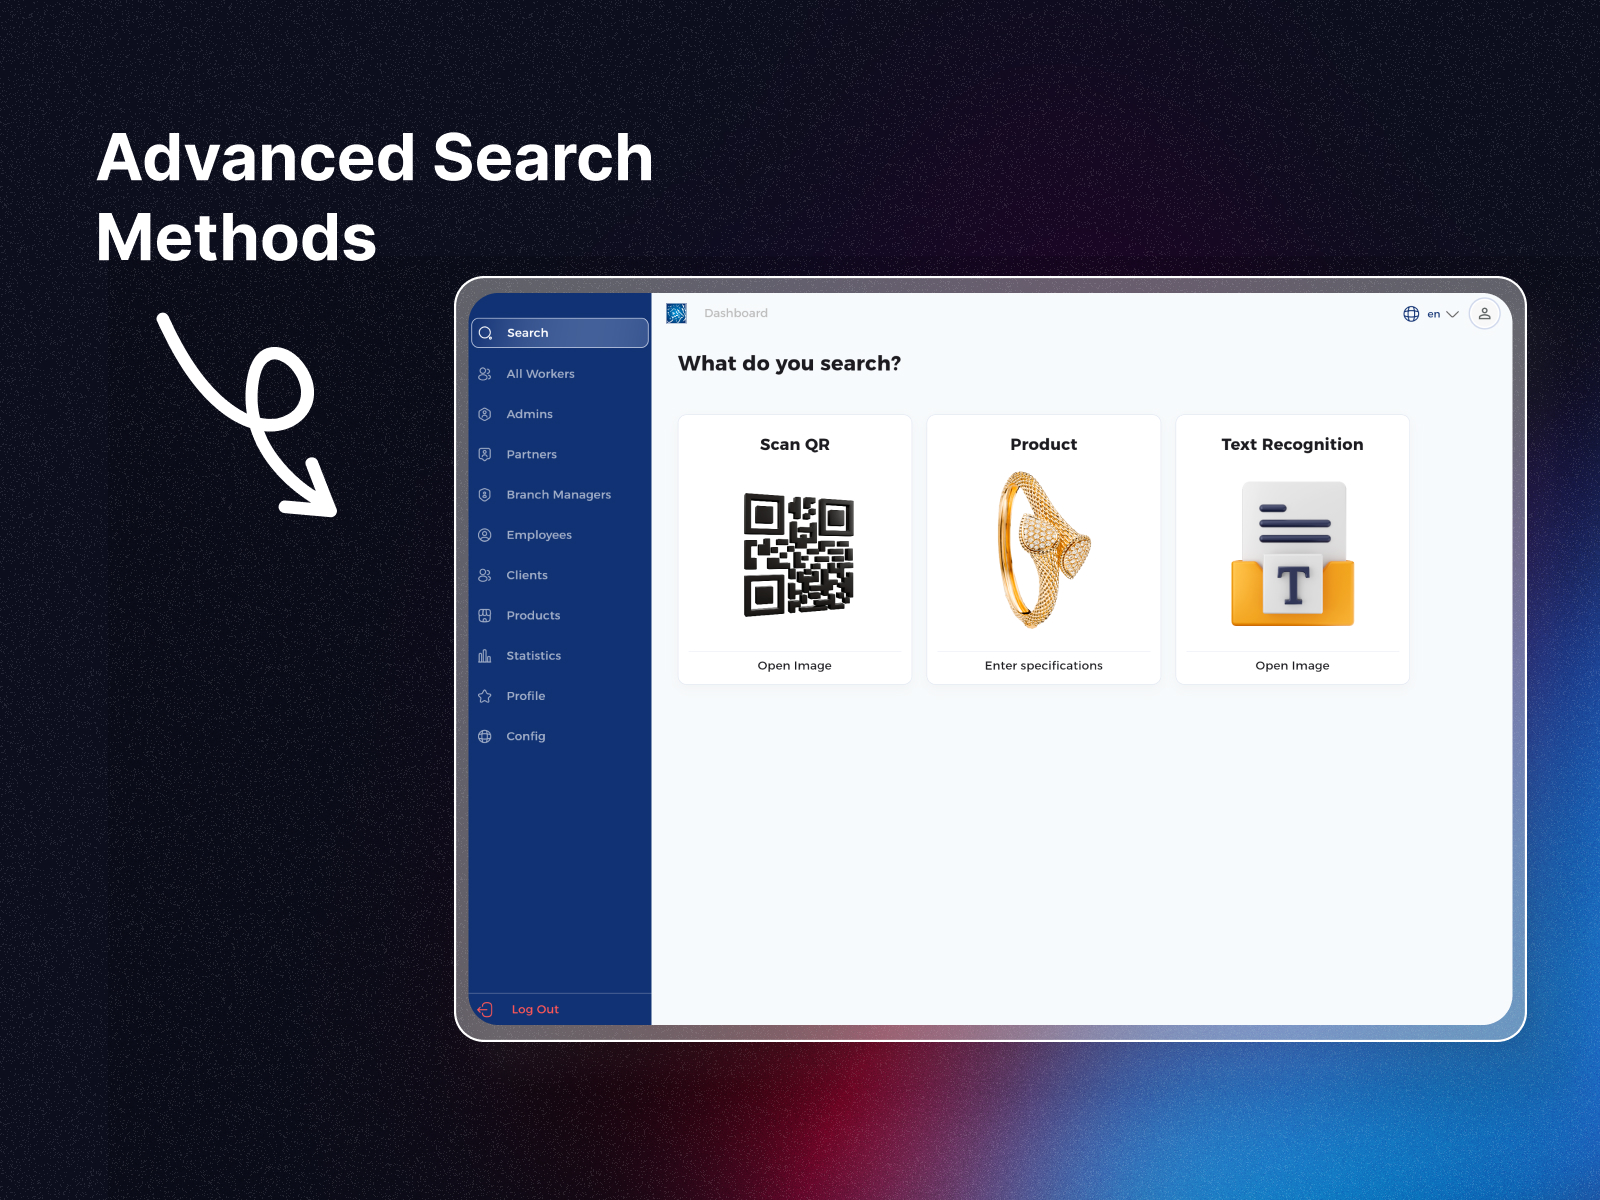 Advanced Search
Methods
Search
All Workers
Admins
Partners
Branch Managers
Employees
Clients
Products
Statistics
Profile
Config
Log Out
Dashboard
en
What do you search?
Scan QR
Open Image
Product
Enter specifications
Text Recognition
T
Open Image